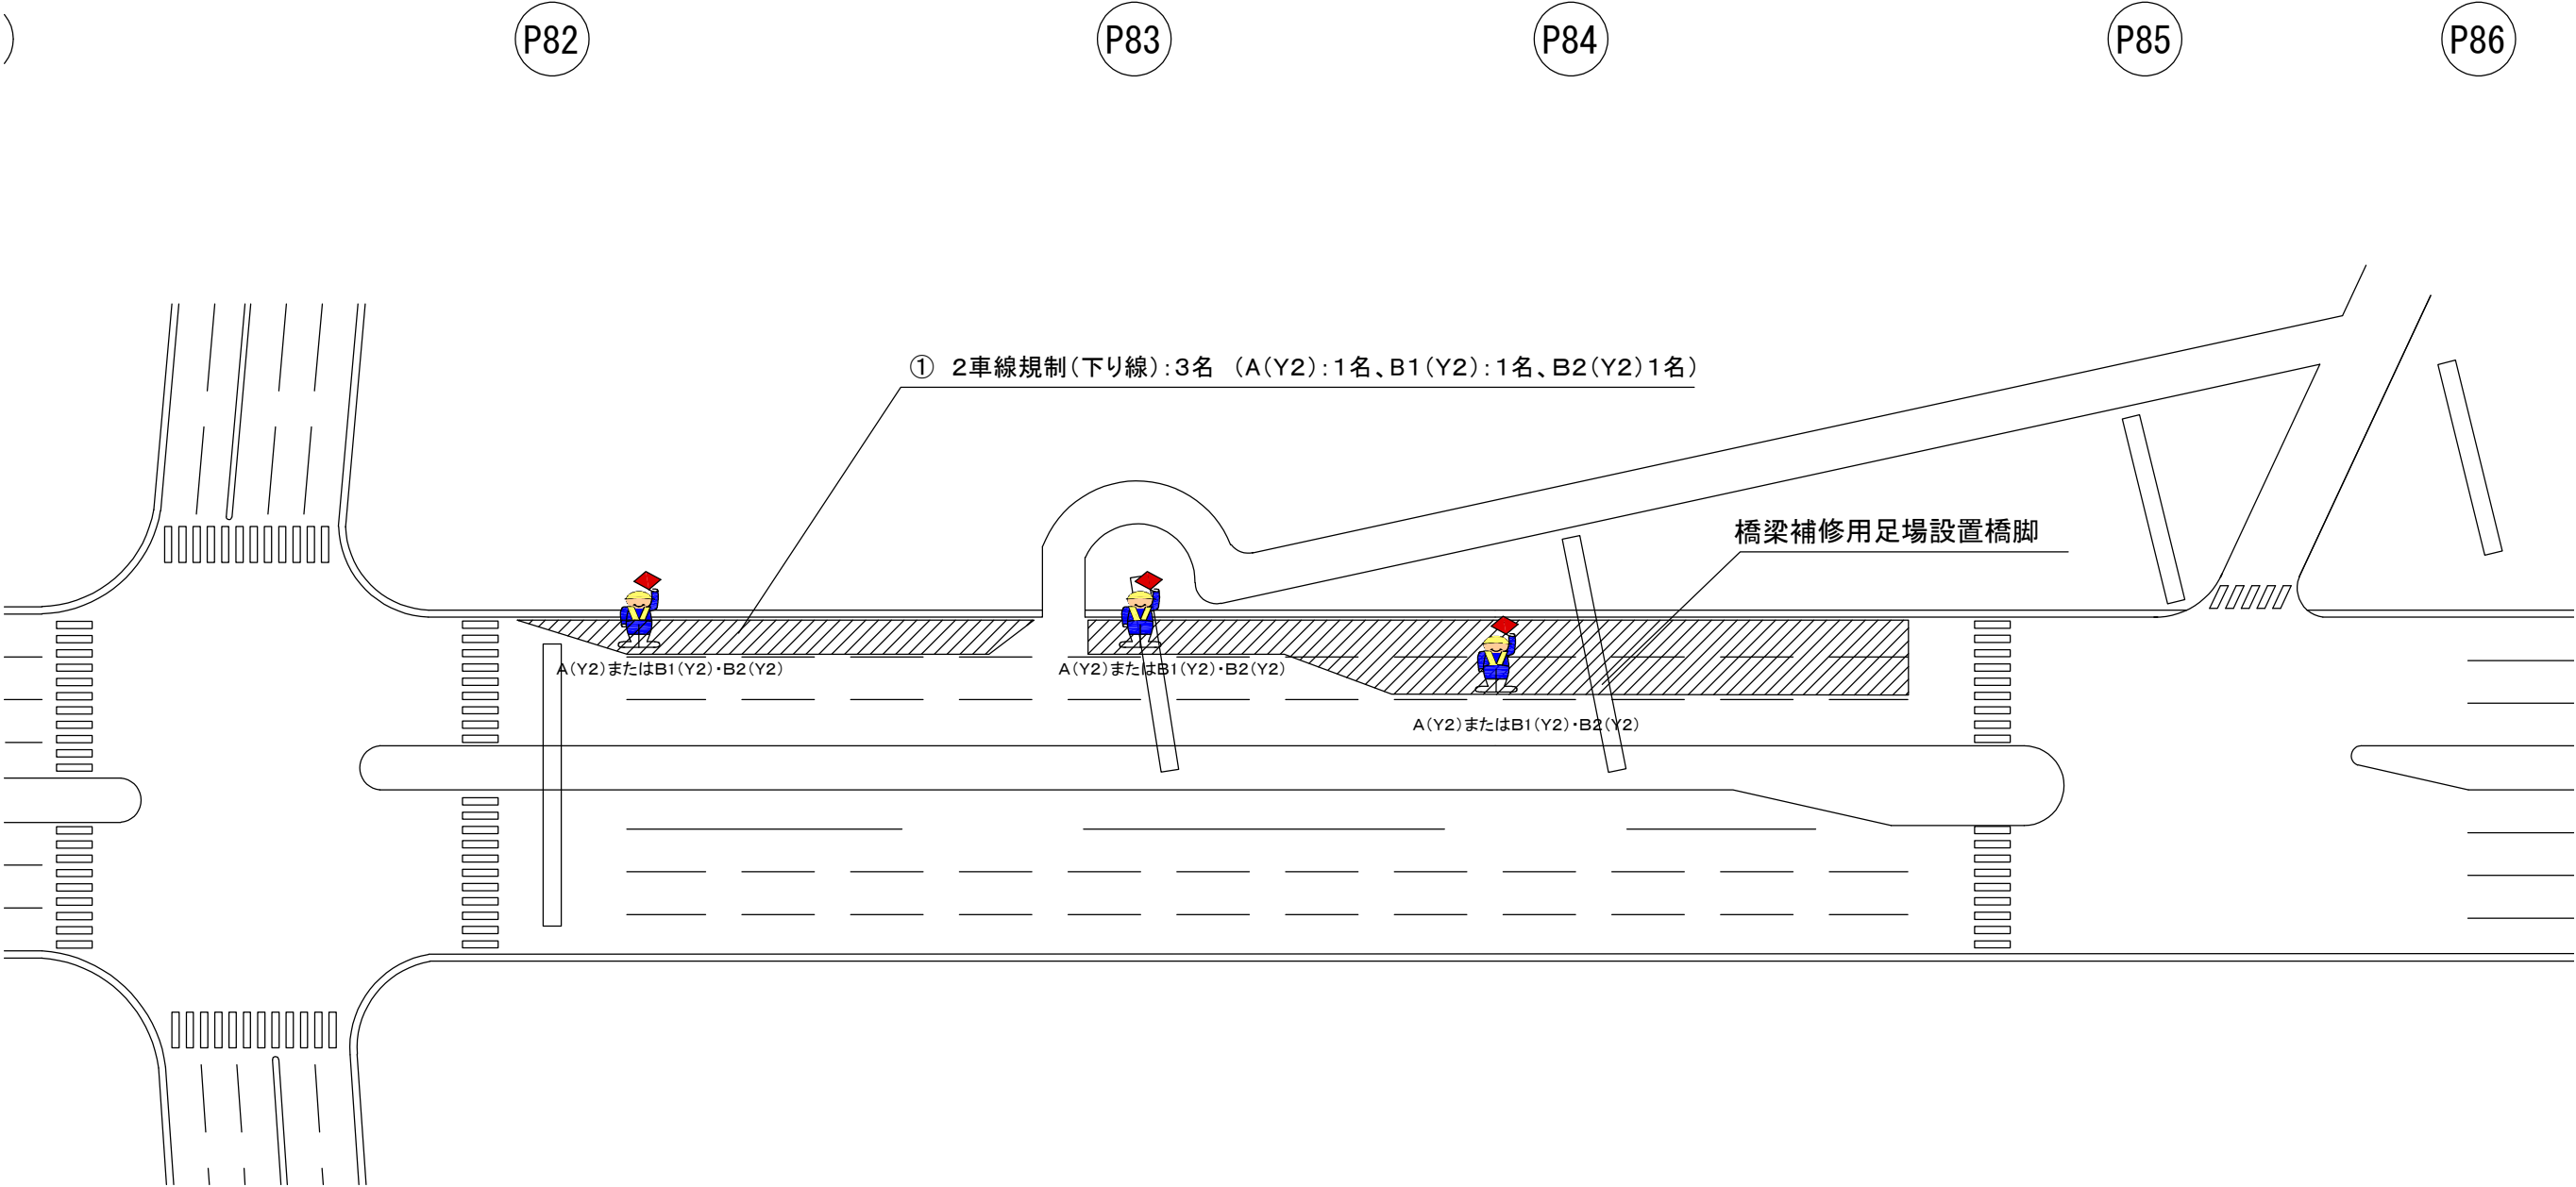 P82
P83
P84
P85
P86
① 2車線規制(下り線):3名 (A(Y2):1名、B1(Y2):1名、B2(Y2)1名)
橋梁補修用足場設置橋脚
A(Y2)またはB1(Y2)・B2(Y2)
A(Y2)またはB1(Y2)・B2(Y2)
A(Y2)またはB1(Y2)・B2(Y2)